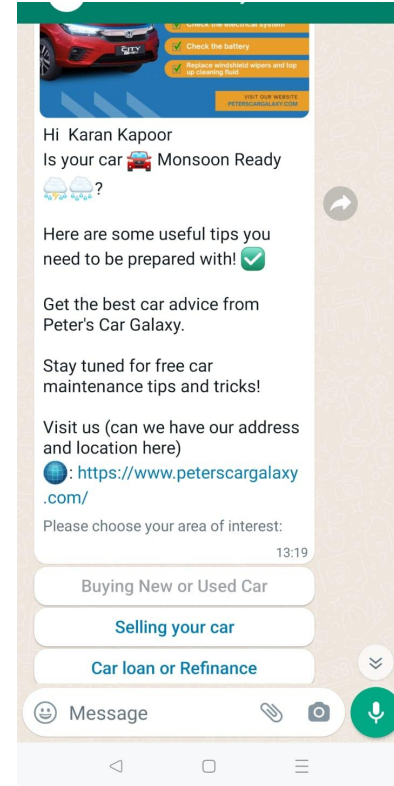 Check the electrical system
CITY
Check the battery
Replace windshield wipers and top
up cleaning fluid
VISIT OUR WEBSITE
PETERSCARGALAXY.COM
Hi Karan Kapoor
Is your car Monsoon Ready
?
Here are some useful tips you
need to be prepared with!
Get the best car advice from
Peter's Car Galaxy.
Stay tuned for free car
maintenance tips and tricks!
Visit us (can we have our address
and location here)
: https://www.peterscargalaxy
.com/
Please choose your area of interest:
13:19
Buying New or Used Car
Selling your car
Car loan or Refinance
Message